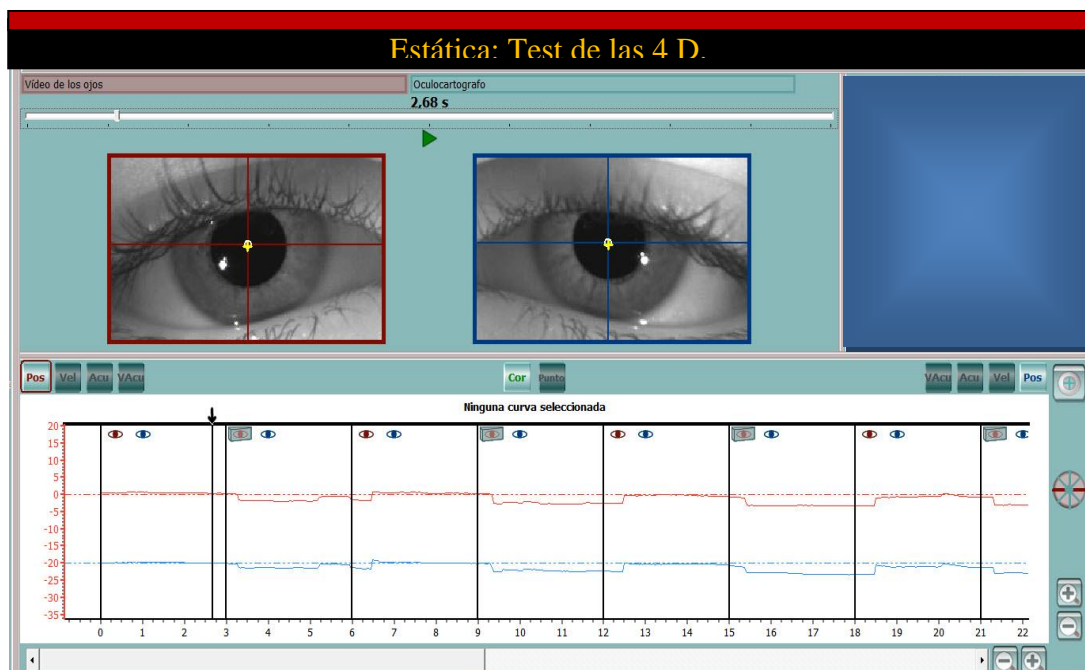 Estática: Test de las 4 D.
Vídeo de los ojos
Oculocartografo
2,68 s
Pos Vel Acu VAcu
Cor Punto
VAcu Acu Vel Pos
Ninguna curva seleccionada
20
15
10
5
0
-5
-10
-15
-20
-25
-30
-35
0 1 2 3 4 5 6 7 8 9 10 11 12 13 14 15 16 17 18 19 20 21 22